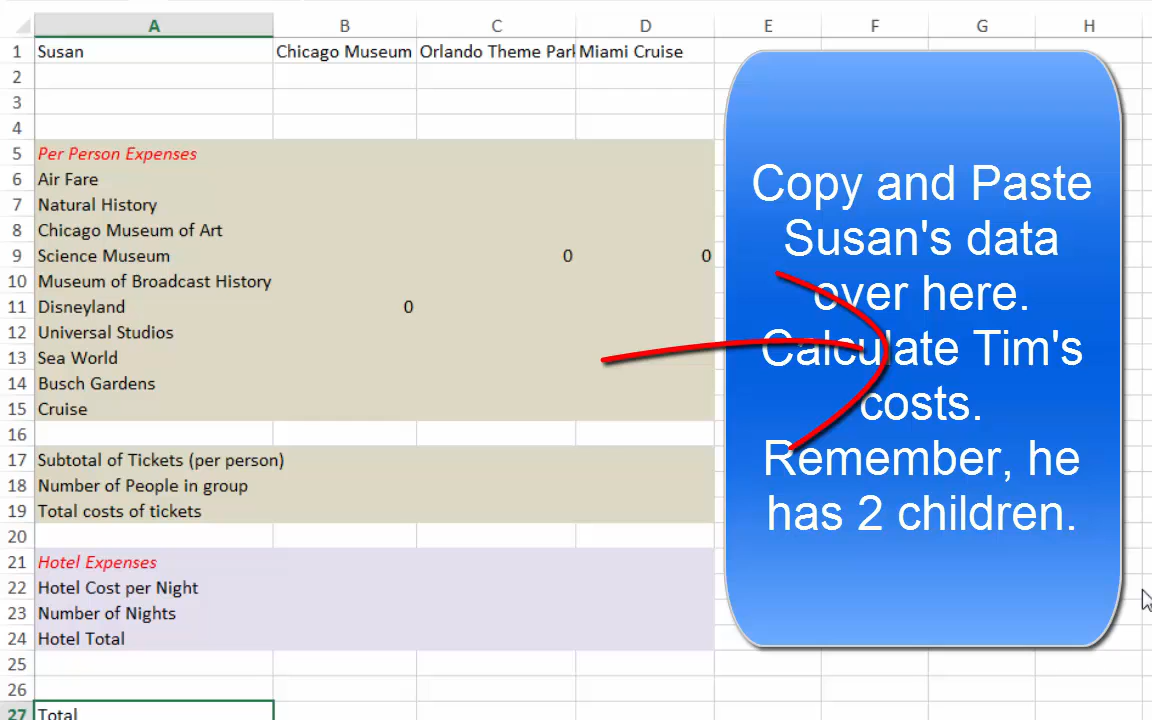 A B C D E F G H
1 Susan Chicago Museum Orlando Theme Park Miami Cruise
2
3
4
5 Per Person Expenses
6 Air Fare
7 Natural History
8 Chicago Museum of Art
9 Science Museum 0 0
10 Museum of Broadcast History
11 Disneyland 0
12 Universal Studios
13 Sea World
14 Busch Gardens
15 Cruise
16
17 Subtotal of Tickets (per person)
18 Number of People in group
19 Total costs of tickets
20
21 Hotel Expenses
22 Hotel Cost per Night
23 Number of Nights
24 Hotel Total
25
26
27 Total
Copy and Paste
Susan's data
over here.
Calculate Tim's
costs.
Remember, he
has 2 children.